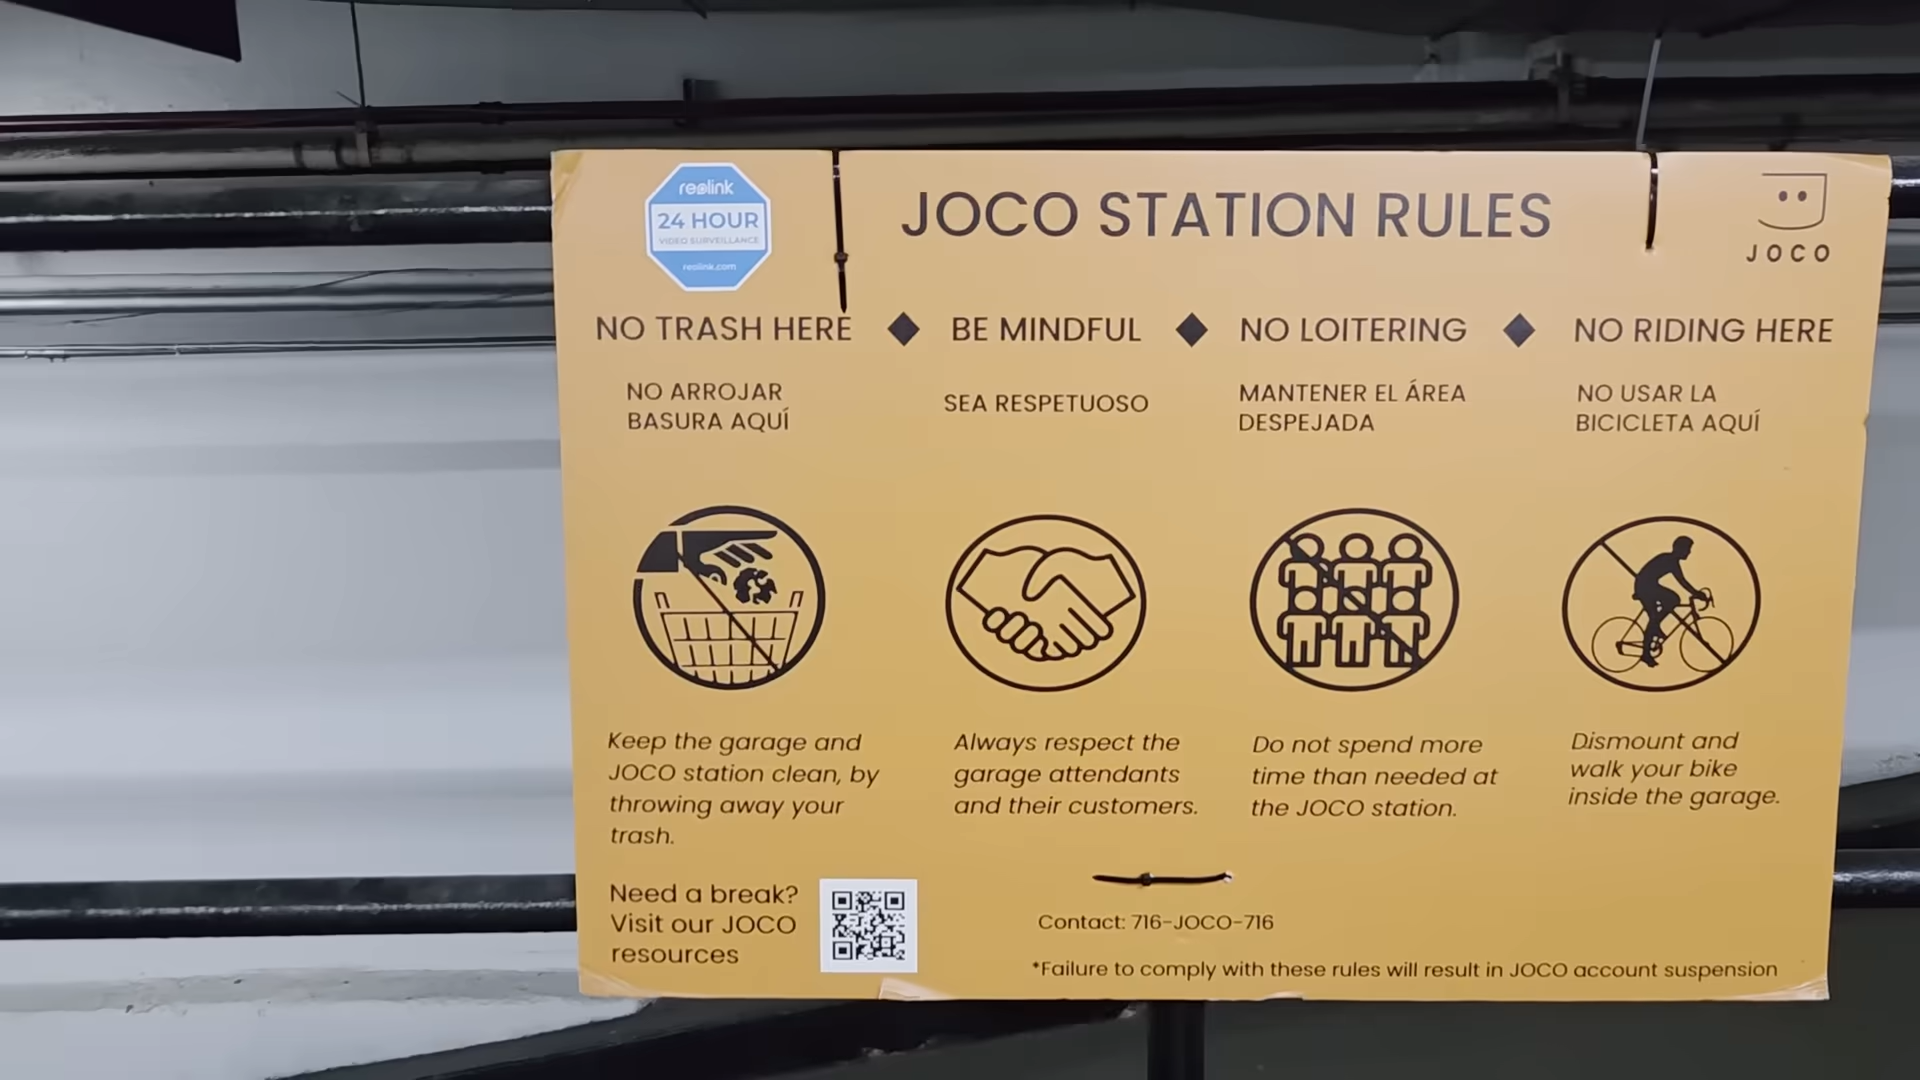 reolink
24 HOUR
VIDEO SURVEILLANCE
reolink.com
JOCO STATION RULES
JOCO
NO TRASH HERE ◆ BE MINDFUL ◆ NO LOITERING ◆ NO RIDING HERE
NO ARROJAR
BASURA AQUÍ
SEA RESPETUOSO
MANTENER EL ÁREA
DESPEJADA
NO USAR LA
BICICLETA AQUÍ
Keep the garage and
JOCO station clean, by
throwing away your
trash.
Always respect the
garage attendants
and their customers.
Do not spend more
time than needed at
the JOCO station.
Dismount and
walk your bike
inside the garage.
Need a break?
Visit our JOCO
resources
Contact: 716-JOCO-716
*Failure to comply with these rules will result in JOCO account suspension